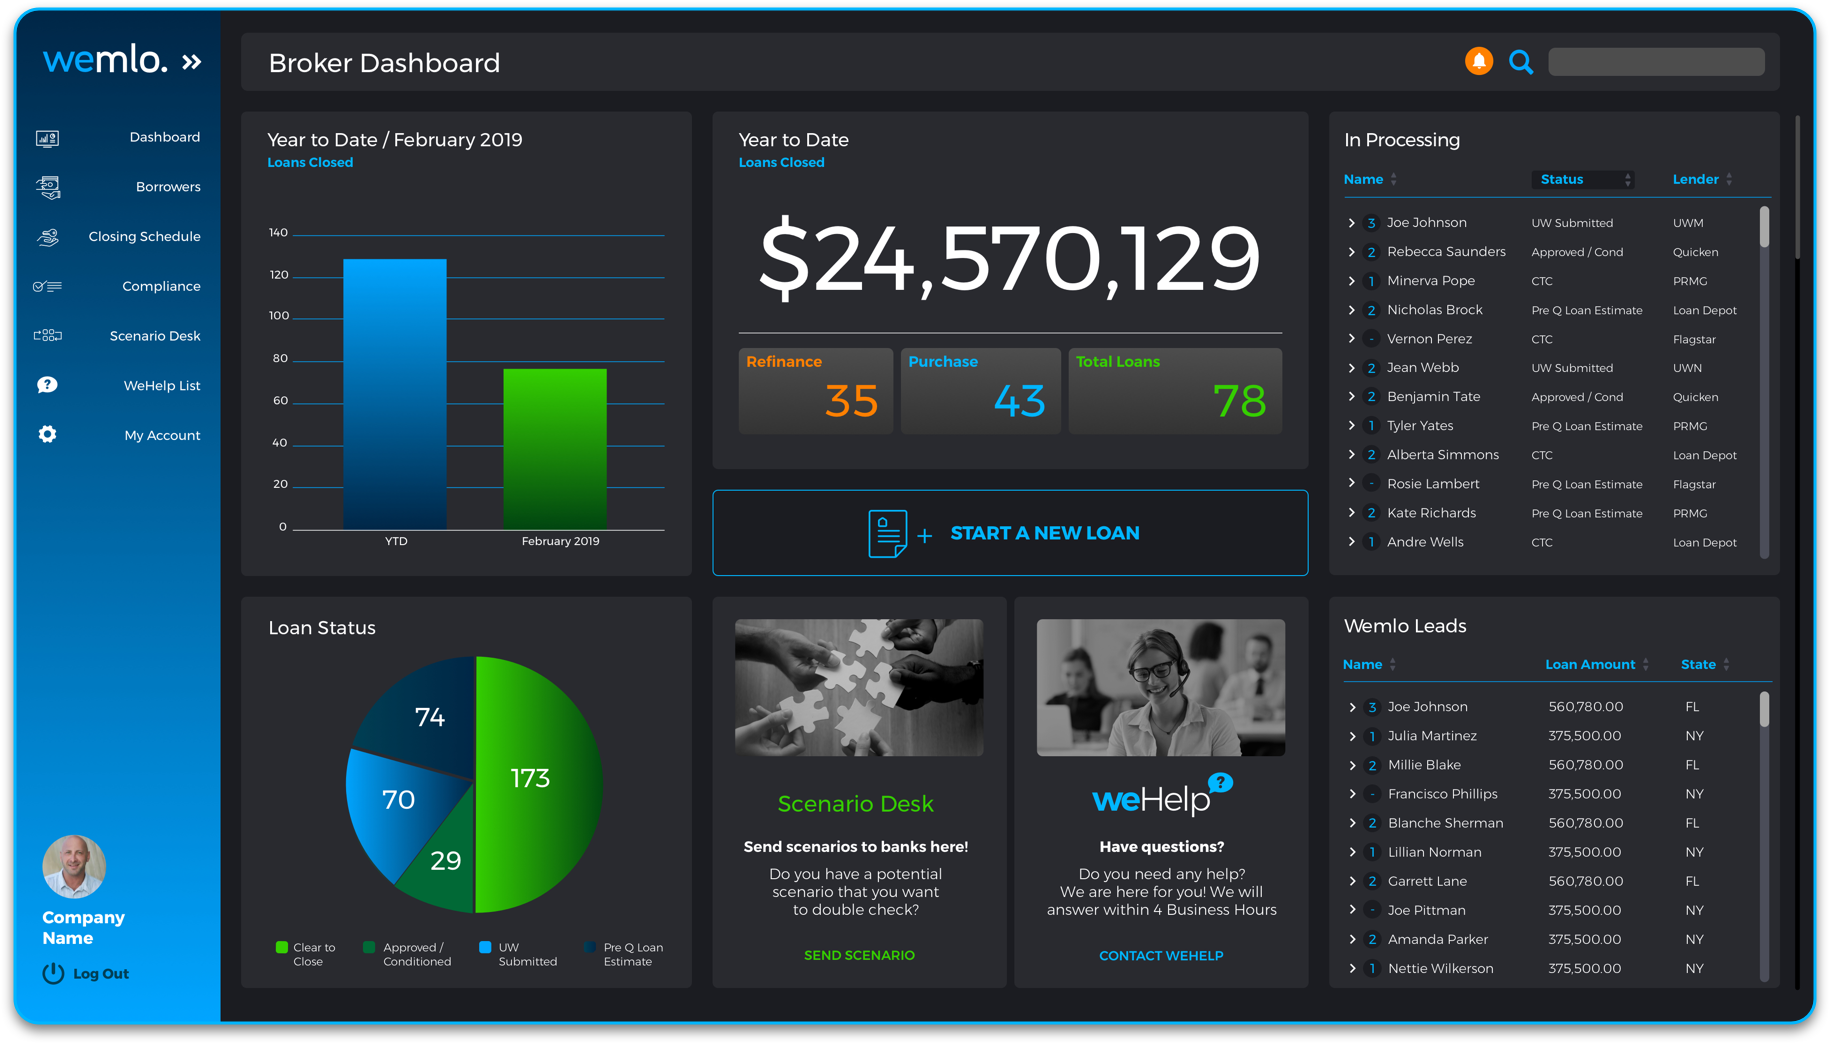 wemlo. »
Dashboard
Borrowers
Closing Schedule
Compliance
Scenario Desk
?
WeHelp List
My Account
Company
Name
Log Out
Broker Dashboard
Year to Date / February 2019
Loans Closed
140
120
100
80
60
40
20
0
YTD February 2019
Year to Date
Loans Closed
$24,570,129
Refinance
35
Purchase
43
Total Loans
78
+ START A NEW LOAN
In Processing
Name Status Lender
3 Joe Johnson UW Submitted UWM
2 Rebecca Saunders Approved / Cond Quicken
1 Minerva Pope CTC PRMG
2 Nicholas Brock Pre Q Loan Estimate Loan Depot
- Vernon Perez CTC Flagstar
2 Jean Webb UW Submitted UWN
2 Benjamin Tate Approved / Cond Quicken
1 Tyler Yates Pre Q Loan Estimate PRMG
2 Alberta Simmons CTC Loan Depot
- Rosie Lambert Pre Q Loan Estimate Flagstar
2 Kate Richards Pre Q Loan Estimate PRMG
1 Andre Wells CTC Loan Depot
Loan Status
74
173
70
29
Clear to
Close
Approved /
Conditioned
UW
Submitted
Pre Q Loan
Estimate
Scenario Desk
Send scenarios to banks here!
Do you have a potential
scenario that you want
to double check?
SEND SCENARIO
weHelp ?
Have questions?
Do you need any help?
We are here for you! We will
answer within 4 Business Hours
CONTACT WEHELP
Wemlo Leads
Name Loan Amount State
3 Joe Johnson 560,780.00 FL
1 Julia Martinez 375,500.00 NY
2 Millie Blake 560,780.00 FL
- Francisco Phillips 375,500.00 NY
2 Blanche Sherman 560,780.00 FL
1 Lillian Norman 375,500.00 NY
2 Garrett Lane 560,780.00 FL
- Joe Pittman 375,500.00 NY
2 Amanda Parker 375,500.00 NY
1 Nettie Wilkerson 375,500.00 NY